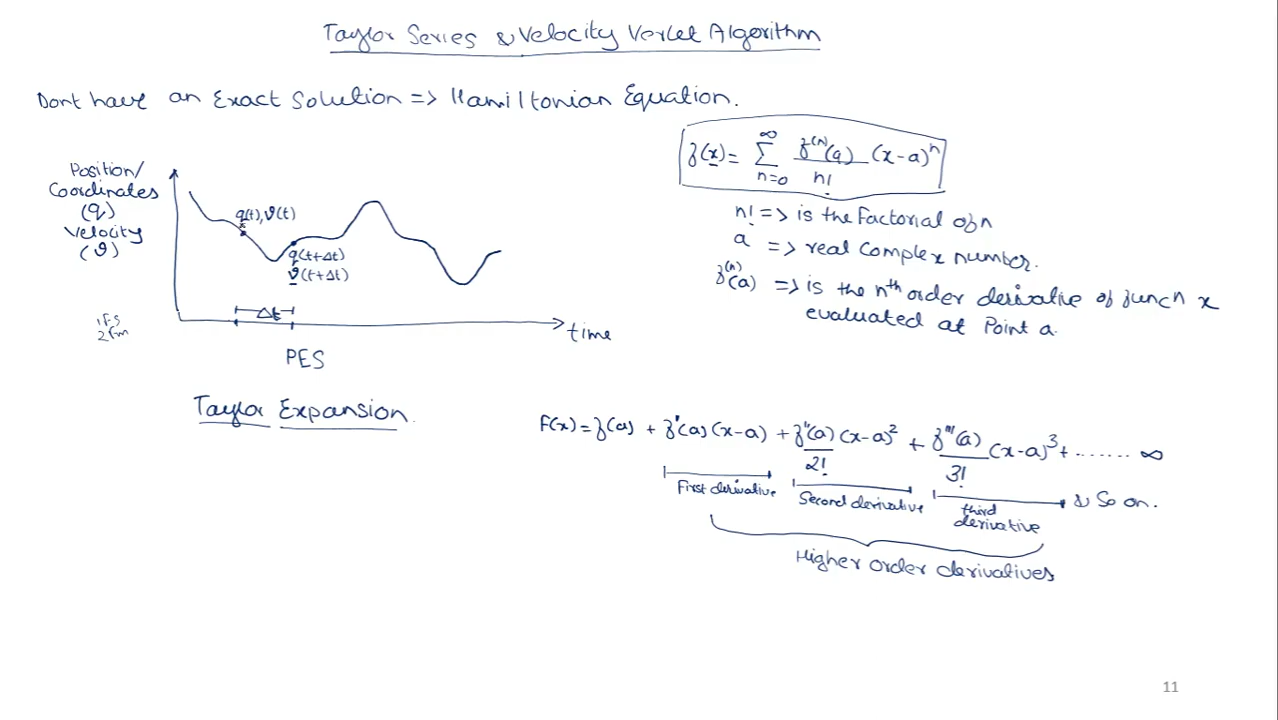 Taylor Series & Velocity Verlet Algorithm
Dont have an Exact Solution => Hamiltonian Equation.
Position/
Coordinates
(q)
Velocity
(ϑ)
q(t), ϑ(t)
q(t+Δt)
ϑ(t+Δt)
Δt
1fs
2fm
time
PES
f(x) = ∞ Σ n=0 f⁽ⁿ⁾(a) / n! (x-a)ⁿ
n! => is the Factorial of n
a => real complex number.
f⁽ⁿ⁾(a) => is the nth order derivative of funcn x
evaluated at Point a.
Taylor Expansion.
F(x) = f(a) + f'(a)(x-a) + f''(a)/2! (x-a)² + f'''(a)/3! (x-a)³ + ....... ∞
First derivative
Second derivative
third
derivative
& So on.
Higher order derivatives
11